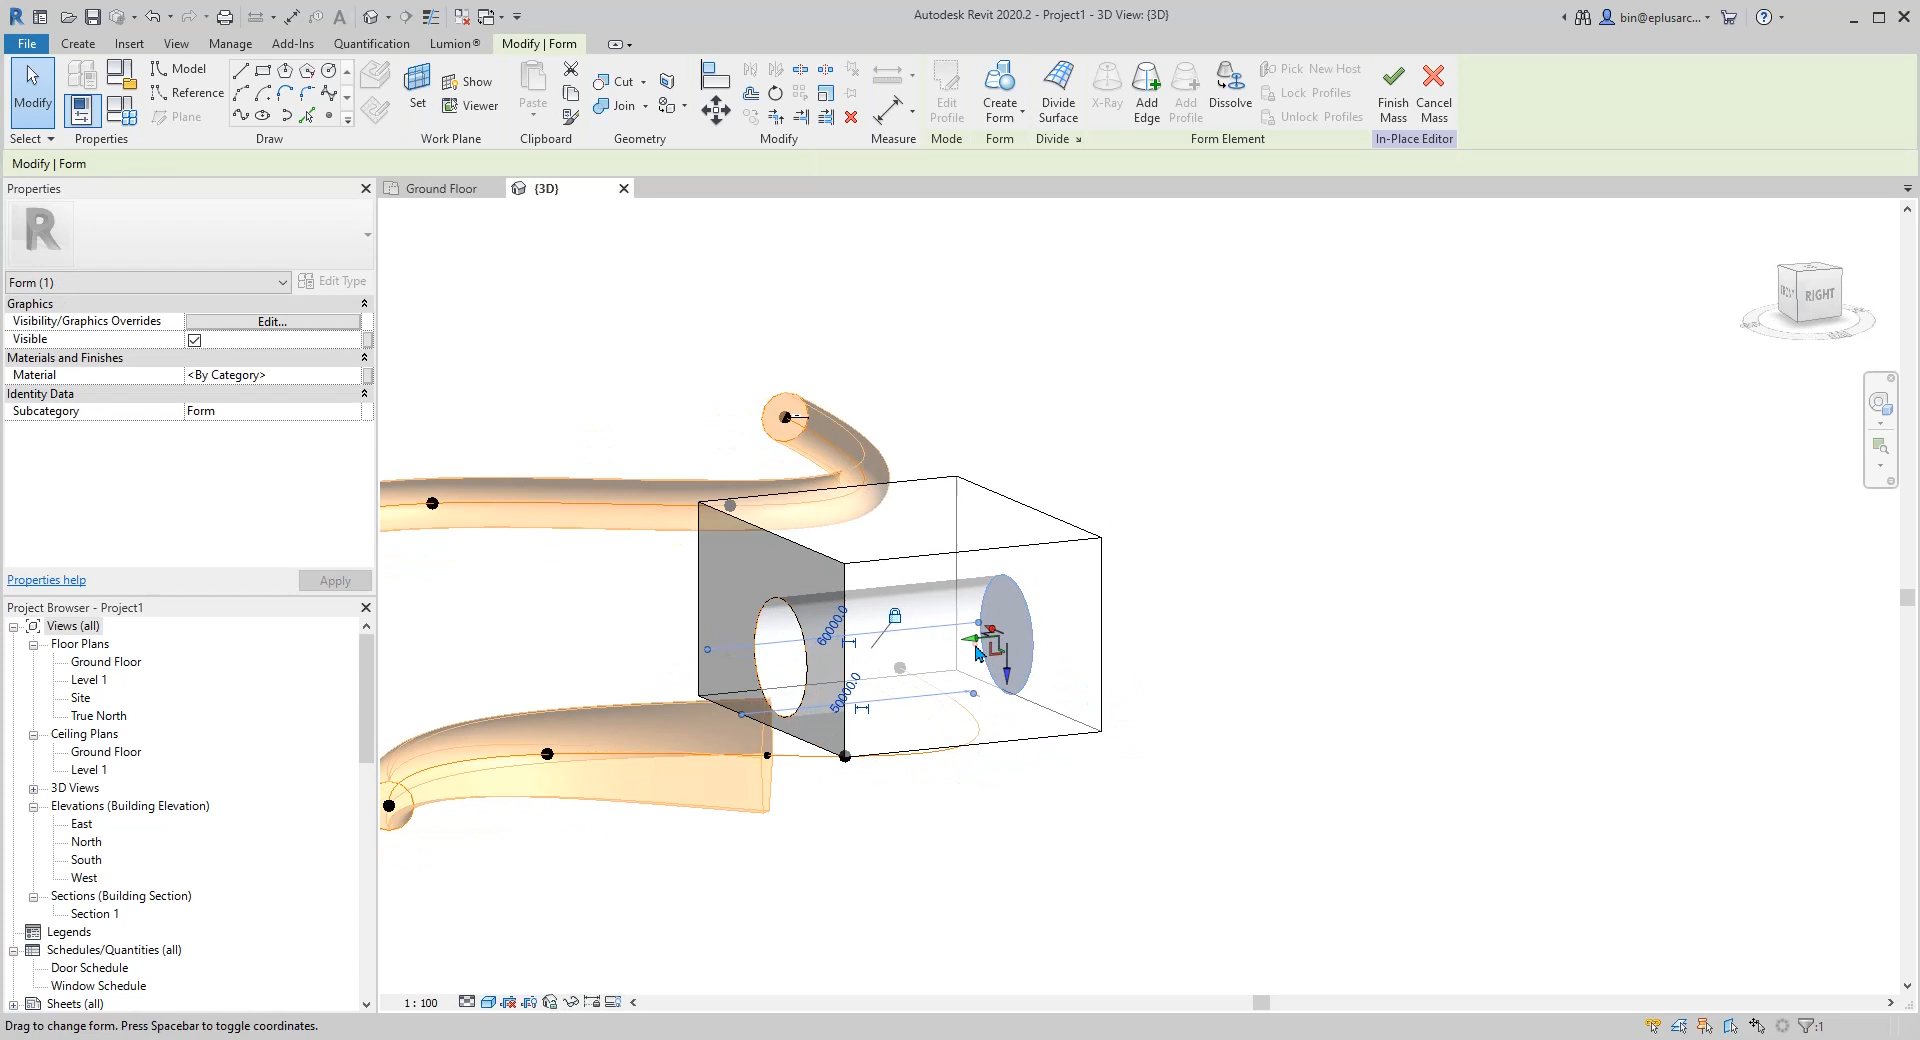 Autodesk Revit 2020.2 - Project1 - 3D View: {3D}
bin@eplusarc...
File
Create
Insert
View
Manage
Add-Ins
Quantification
Lumion®
Modify | Form
Modify
Model
Reference
Plane
Set
Show
Viewer
Paste
Cut
Join
Edit
Profile
Create
Form
Divide
Surface
X-Ray
Add
Edge
Add
Profile
Dissolve
Pick New Host
Lock Profiles
Unlock Profiles
Finish
Mass
Cancel
Mass
Select
Properties
Draw
Work Plane
Clipboard
Geometry
Modify
Measure
Mode
Form
Divide
Form Element
In-Place Editor
Modify | Form
Properties
Ground Floor
{3D}
R
Form (1)
Edit Type
Graphics
Visibility/Graphics Overrides
Edit...
Visible
Materials and Finishes
Material
<By Category>
Identity Data
Subcategory
Form
Properties help
Apply
Project Browser - Project1
Views (all)
Floor Plans
Ground Floor
Level 1
Site
True North
Ceiling Plans
Ground Floor
Level 1
3D Views
Elevations (Building Elevation)
East
North
South
West
Sections (Building Section)
Section 1
Legends
Schedules/Quantities (all)
Door Schedule
Window Schedule
Sheets (all)
RIGHT
60000.0
50000.0
1 : 100
Drag to change form. Press Spacebar to toggle coordinates.
:1